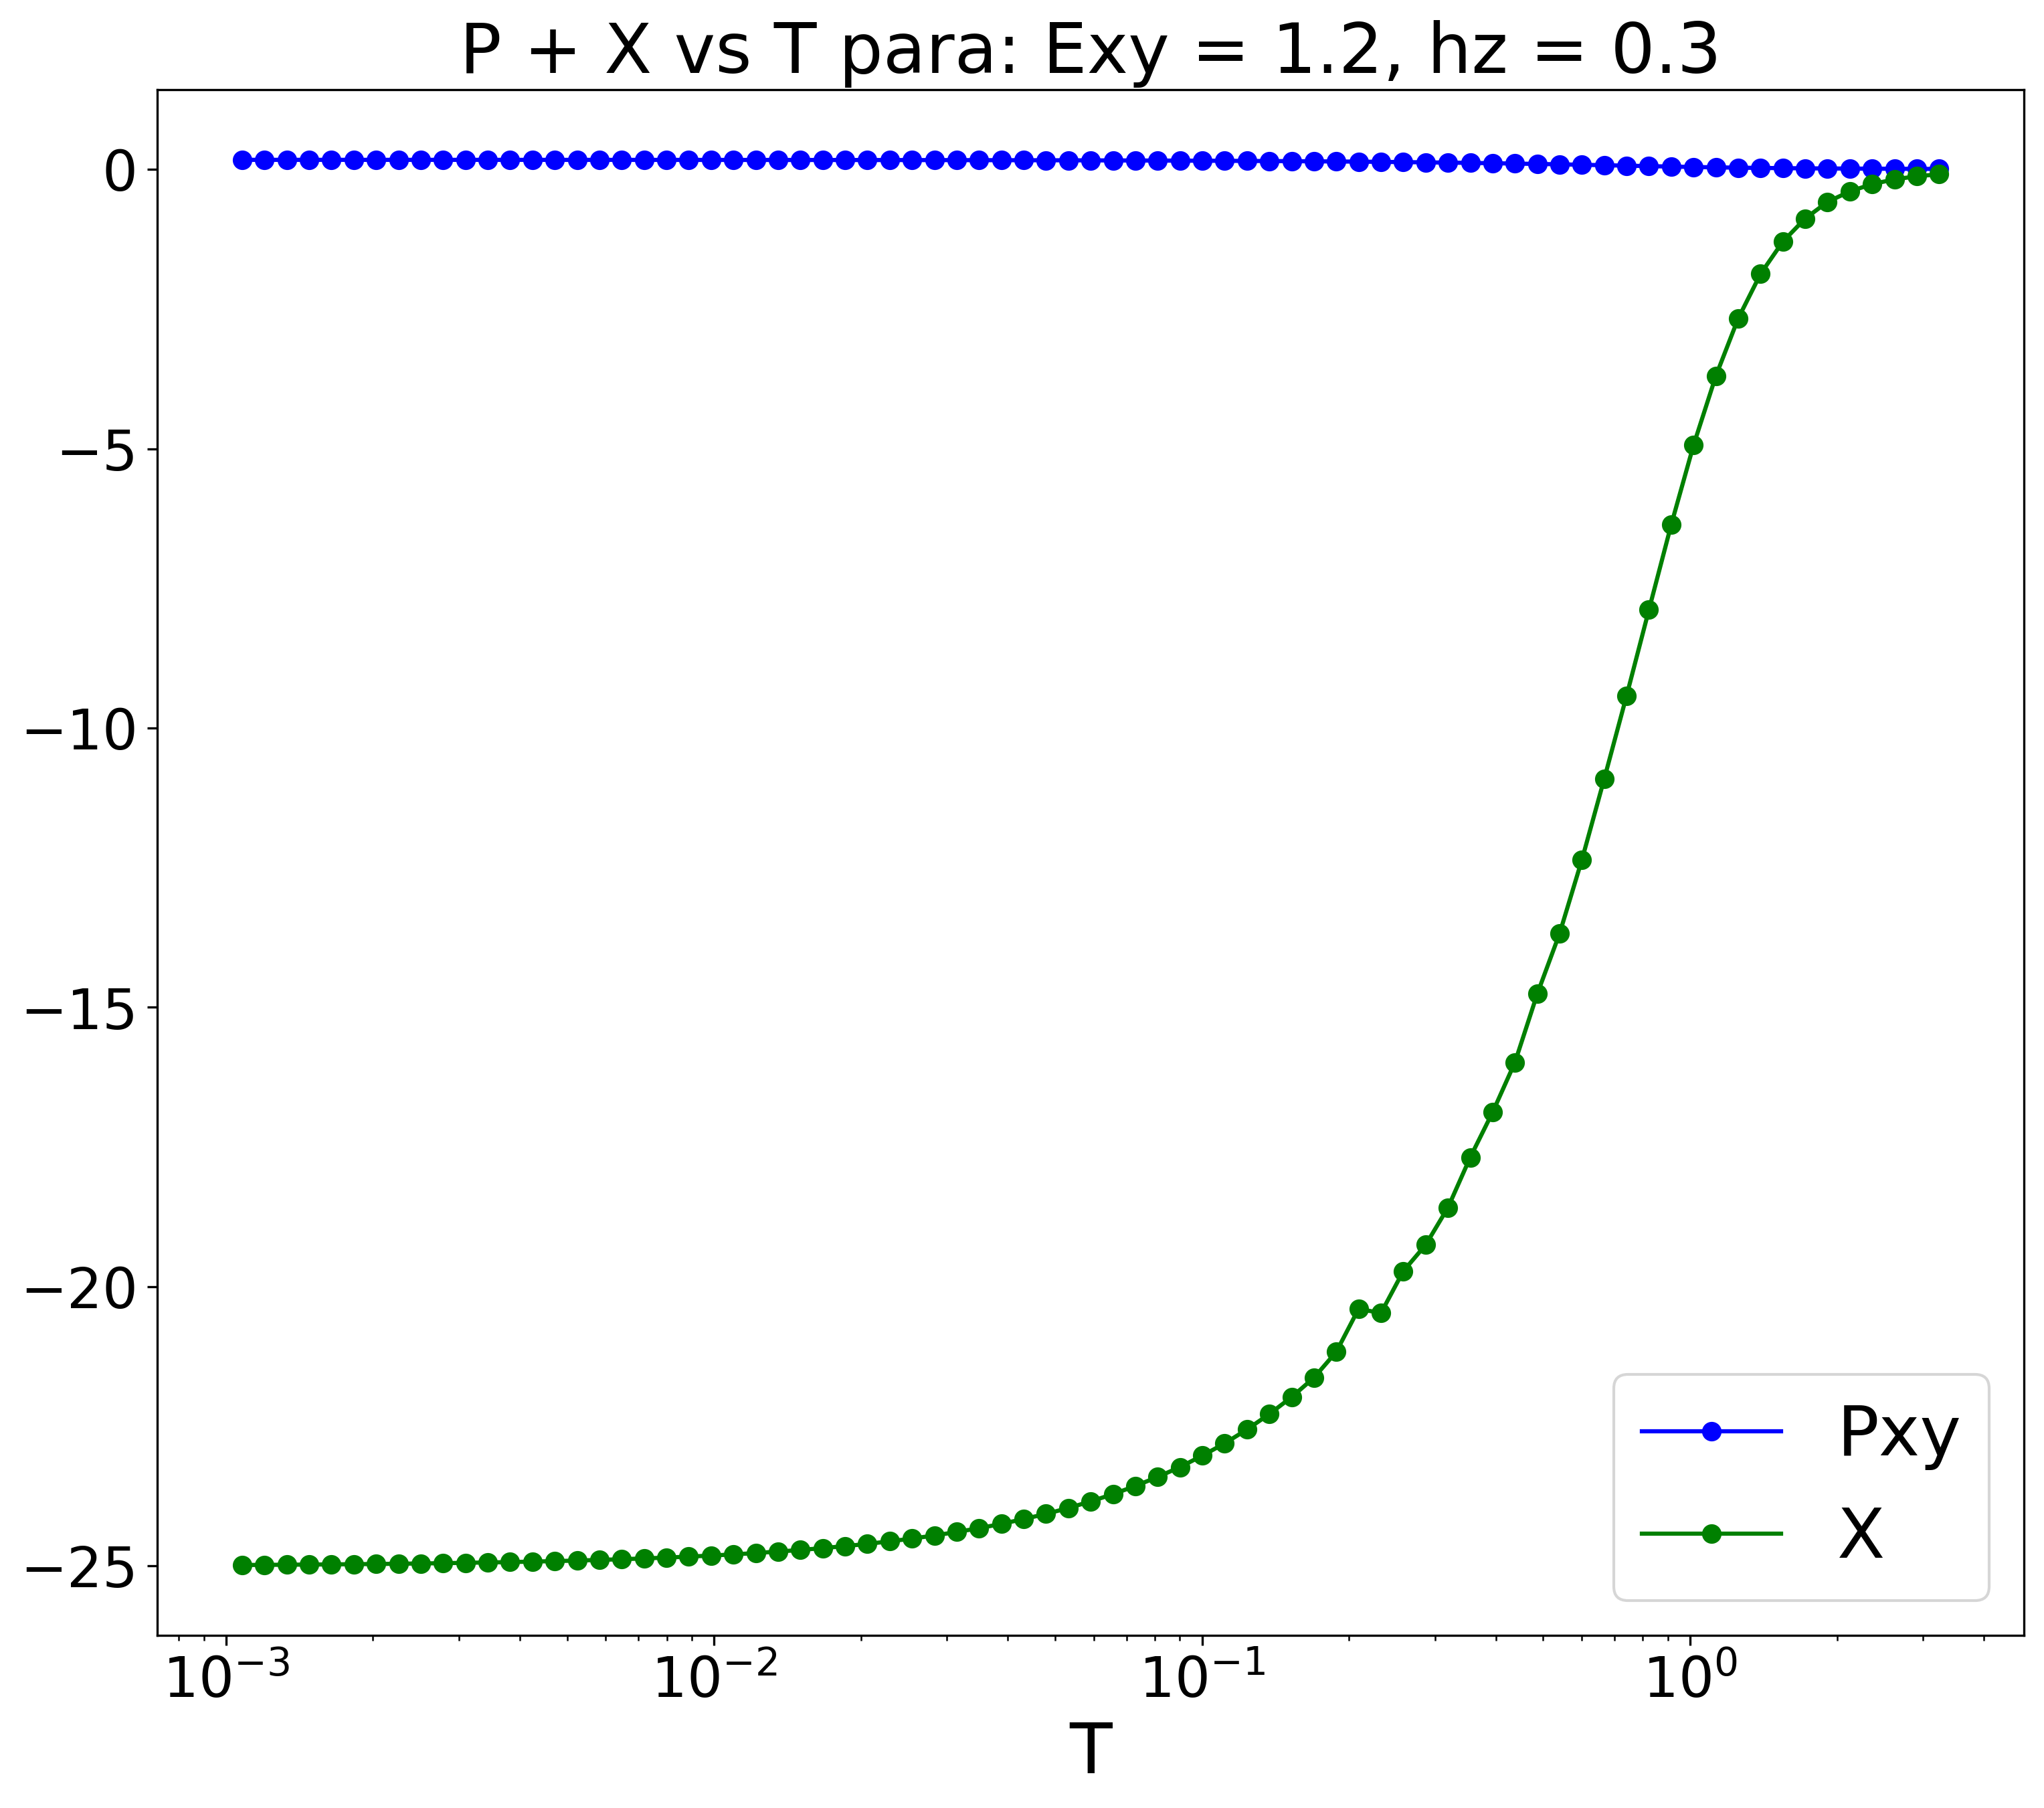 P + X vs T para: Exy = 1.2, hz = 0.3
0
−5
−10
−15
−20
−25
10⁻³ 10⁻² 10⁻¹ 10⁰
T
Pxy
X